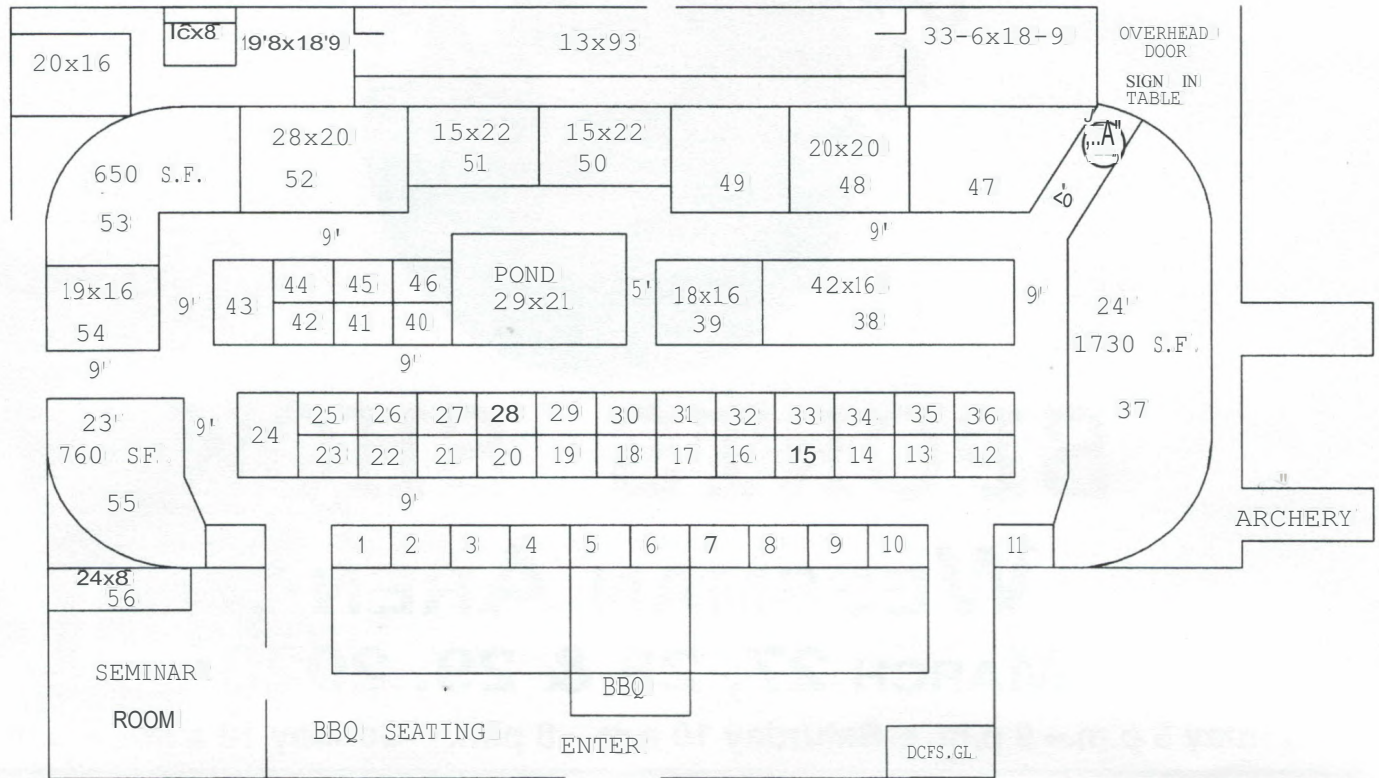 19'8x18'9
13x93
33-6x18-9
OVERHEAD
DOOR
SIGN IN
TABLE
20x16
28x20
52
15x22
51
15x22
50
49
20x20
48
47
650 S.F.
53
9'
9'
44 45 46
43
42 41 40
POND
29x21
5'
18x16
39
42x16
38
9'
24'
1730 S.F.
37
19x16
54
9'
9'
9'
23'
760 S.F.
55
9'
24
25 26 27 28 29 30 31 32 33 34 35 36
23 22 21 20 19 18 17 16 15 14 13 12
9'
ARCHERY
1 2 3 4 5 6 7 8 9 10 11
24x8
56
SEMINAR
ROOM
BBQ
BBQ SEATING
ENTER
DCFS.GL